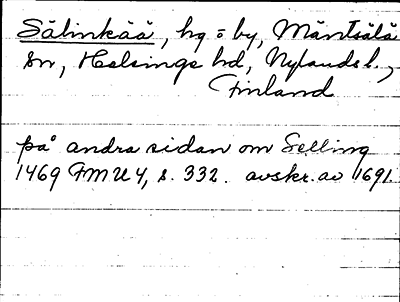 Sälinkää, hg o by, Mäntsälä
sn, Helsinge hd, Nylands l.,
Finland
på andra sidan om Selling
1469 FMU 4, s. 332. avskr. av 1691